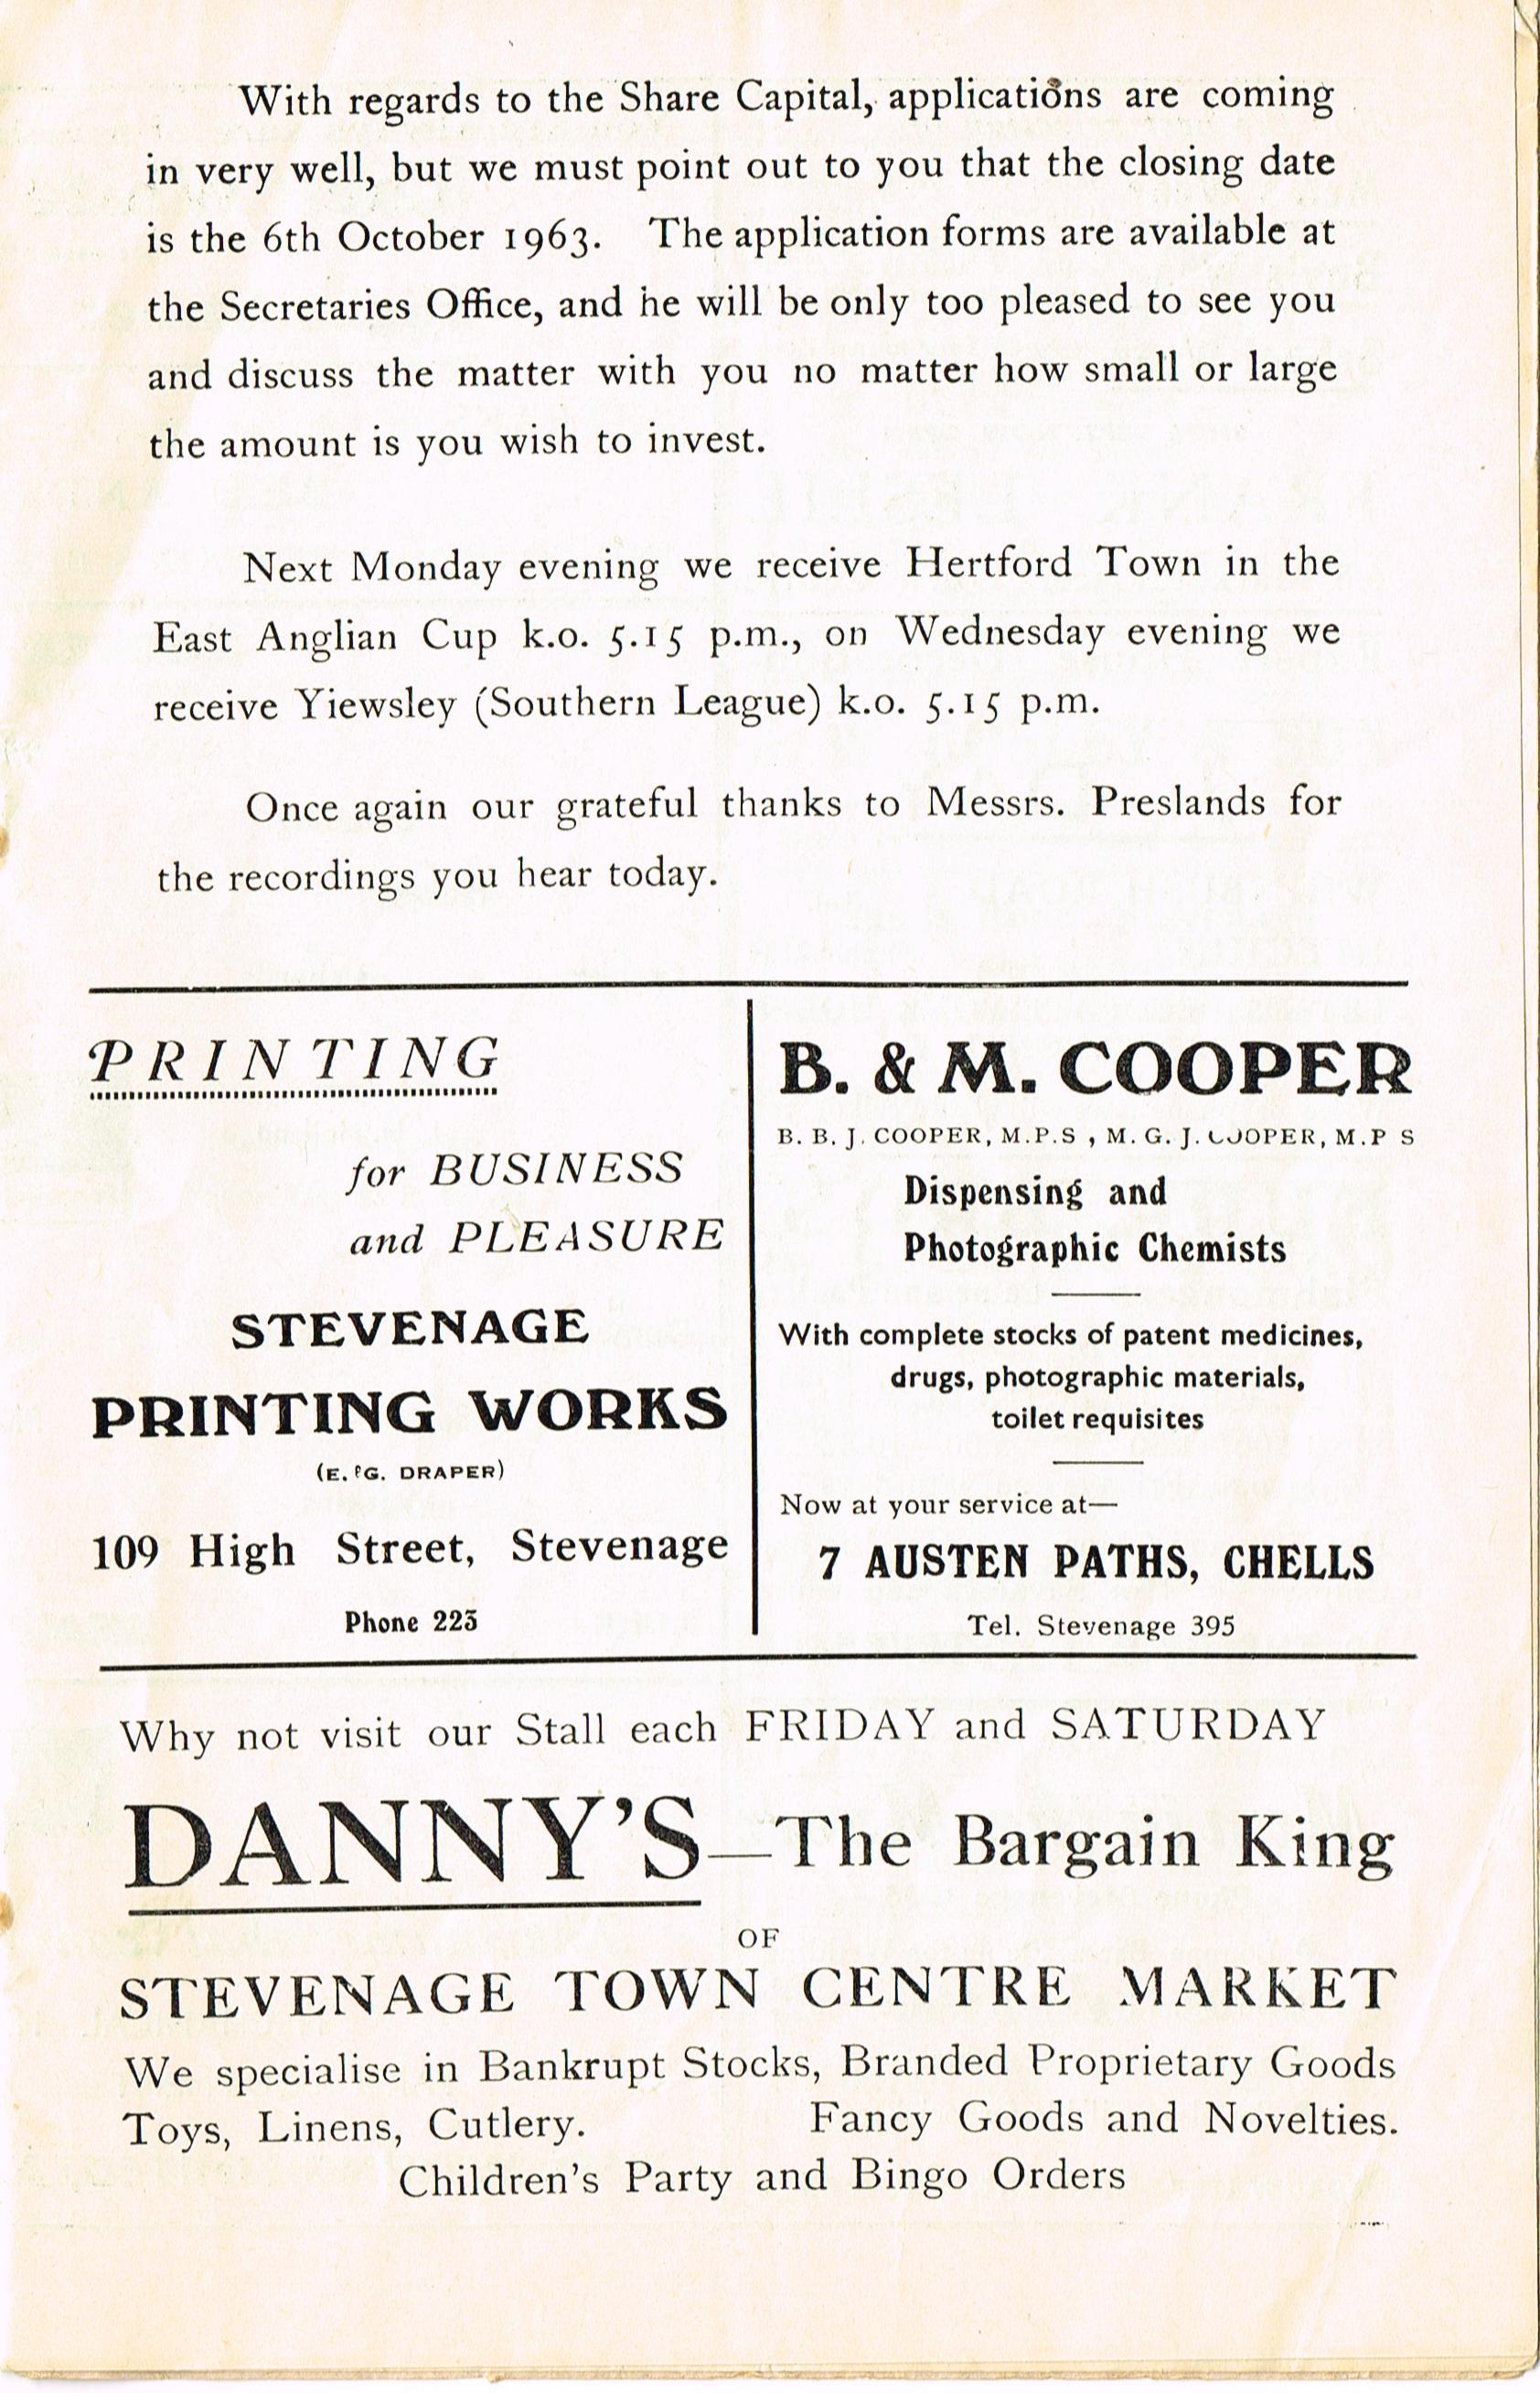 With regards to the Share Capital, applications are coming
in very well, but we must point out to you that the closing date
is the 6th October 1963. The application forms are available at
the Secretaries Office, and he will be only too pleased to see you
and discuss the matter with you no matter how small or large
the amount is you wish to invest.
Next Monday evening we receive Hertford Town in the
East Anglian Cup k.o. 5.15 p.m., on Wednesday evening we
receive Yiewsley (Southern League) k.o. 5.15 p.m.
Once again our grateful thanks to Messrs. Preslands for
the recordings you hear today.
PRINTING
for BUSINESS
and PLEASURE
STEVENAGE
PRINTING WORKS
(E. G. DRAPER)
109 High Street, Stevenage
Phone 223
B. & M. COOPER
B. B. J. COOPER, M.P.S , M. G. J. COOPER, M.P S
Dispensing and
Photographic Chemists
With complete stocks of patent medicines,
drugs, photographic materials,
toilet requisites
Now at your service at—
7 AUSTEN PATHS, CHELLS
Tel. Stevenage 395
Why not visit our Stall each FRIDAY and SATURDAY
DANNY'S—The Bargain King
OF
STEVENAGE TOWN CENTRE MARKET
We specialise in Bankrupt Stocks, Branded Proprietary Goods
Toys, Linens, Cutlery. Fancy Goods and Novelties.
Children's Party and Bingo Orders